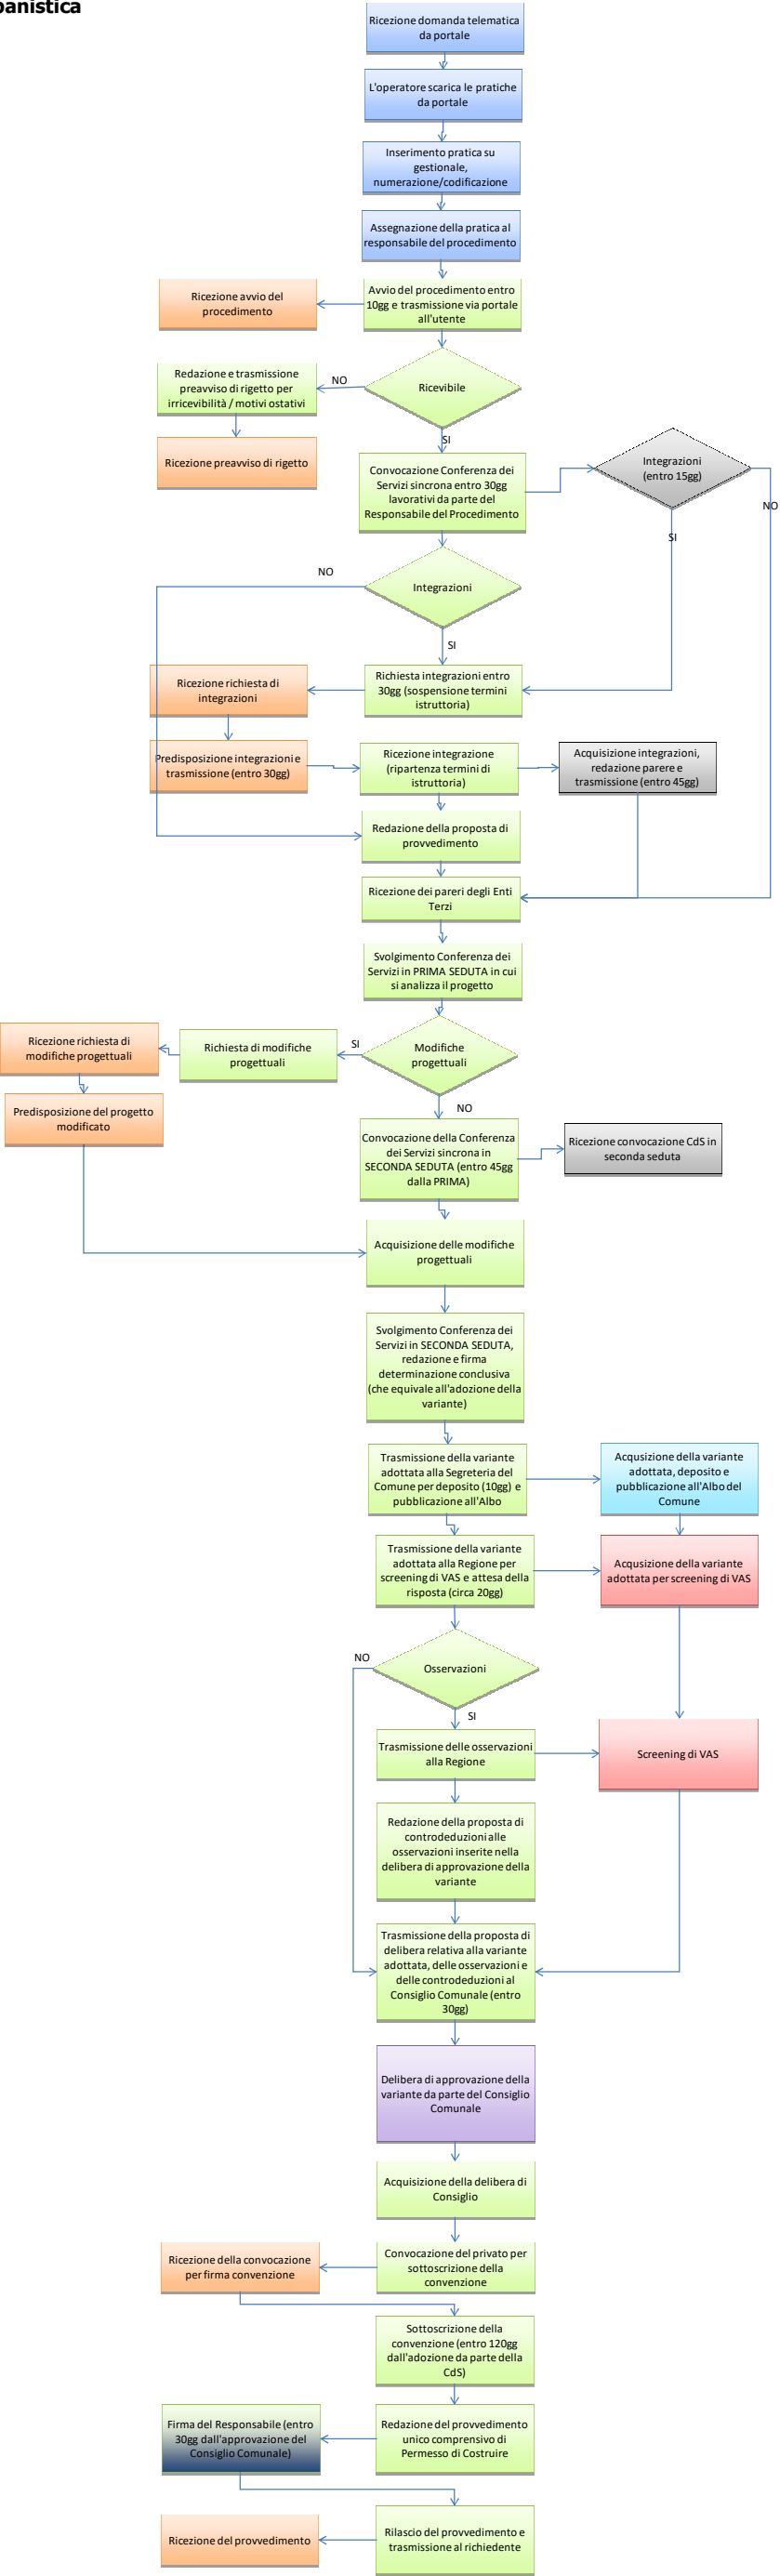 banistica
Ricezione domanda telematica
da portale
L'operatore scarica le pratiche
da portale
Inserimento pratica su
gestionale,
numerazione/codificazione
Assegnazione della pratica al
responsabile del procedimento
Ricezione avvio del
procedimento
Avvio del procedimento entro
10gg e trasmissione via portale
all'utente
Redazione e trasmissione
preavviso di rigetto per
irricevibilità / motivi ostativi
NO
Ricevibile
SI
Ricezione preavviso di rigetto
Convocazione Conferenza dei
Servizi sincrona entro 30gg
lavorativi da parte del
Responsabile del Procedimento
Integrazioni
(entro 15gg)
NO
SI
NO
Integrazioni
SI
Ricezione richiesta di
integrazioni
Richiesta integrazioni entro
30gg (sospensione termini
istruttoria)
Predisposizione integrazioni e
trasmissione (entro 30gg)
Ricezione integrazione
(ripartenza termini di
istruttoria)
Acquisizione integrazioni,
redazione parere e
trasmissione (entro 45gg)
Redazione della proposta di
provvedimento
Ricezione dei pareri degli Enti
Terzi
Svolgimento Conferenza dei
Servizi in PRIMA SEDUTA in cui
si analizza il progetto
Ricezione richiesta di
modifiche progettuali
Richiesta di modifiche
progettuali
SI
Modifiche
progettuali
NO
Predisposizione del progetto
modificato
Convocazione della Conferenza
dei Servizi sincrona in
SECONDA SEDUTA (entro 45gg
dalla PRIMA)
Ricezione convocazione CdS in
seconda seduta
Acquisizione delle modifiche
progettuali
Svolgimento Conferenza dei
Servizi in SECONDA SEDUTA,
redazione e firma
determinazione conclusiva
(che equivale all'adozione della
variante)
Trasmissione della variante
adottata alla Segreteria del
Comune per deposito (10gg) e
pubblicazione all'Albo
Acqusizione della variante
adottata, deposito e
pubblicazione all'Albo del
Comune
Trasmissione della variante
adottata alla Regione per
screening di VAS e attesa della
risposta (circa 20gg)
Acqusizione della variante
adottata per screening di VAS
NO
Osservazioni
SI
Trasmissione delle osservazioni
alla Regione
Screening di VAS
Redazione della proposta di
controdeduzioni alle
osservazioni inserite nella
delibera di approvazione della
variante
Trasmissione della proposta di
delibera relativa alla variante
adottata, delle osservazioni e
delle controdeduzioni al
Consiglio Comunale (entro
30gg)
Delibera di approvazione della
variante da parte del Consiglio
Comunale
Acquisizione della delibera di
Consiglio
Ricezione della convocazione
per firma convenzione
Convocazione del privato per
sottoscrizione della
convenzione
Sottoscrizione della
convenzione (entro 120gg
dall'adozione da parte della
CdS)
Firma del Responsabile (entro
30gg dall'approvazione del
Consiglio Comunale)
Redazione del provvedimento
unico comprensivo di
Permesso di Costruire
Ricezione del provvedimento
Rilascio del provvedimento e
trasmissione al richiedente